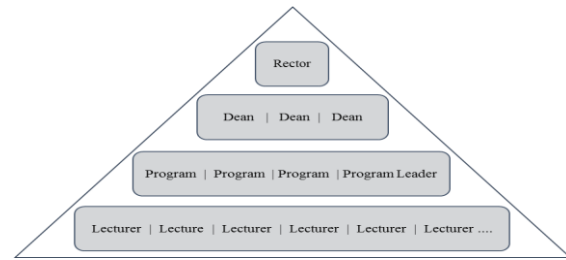 Rector
Dean | Dean | Dean
Program | Program | Program | Program Leader
Lecturer | Lecture | Lecturer | Lecturer | Lecturer | Lecturer ....